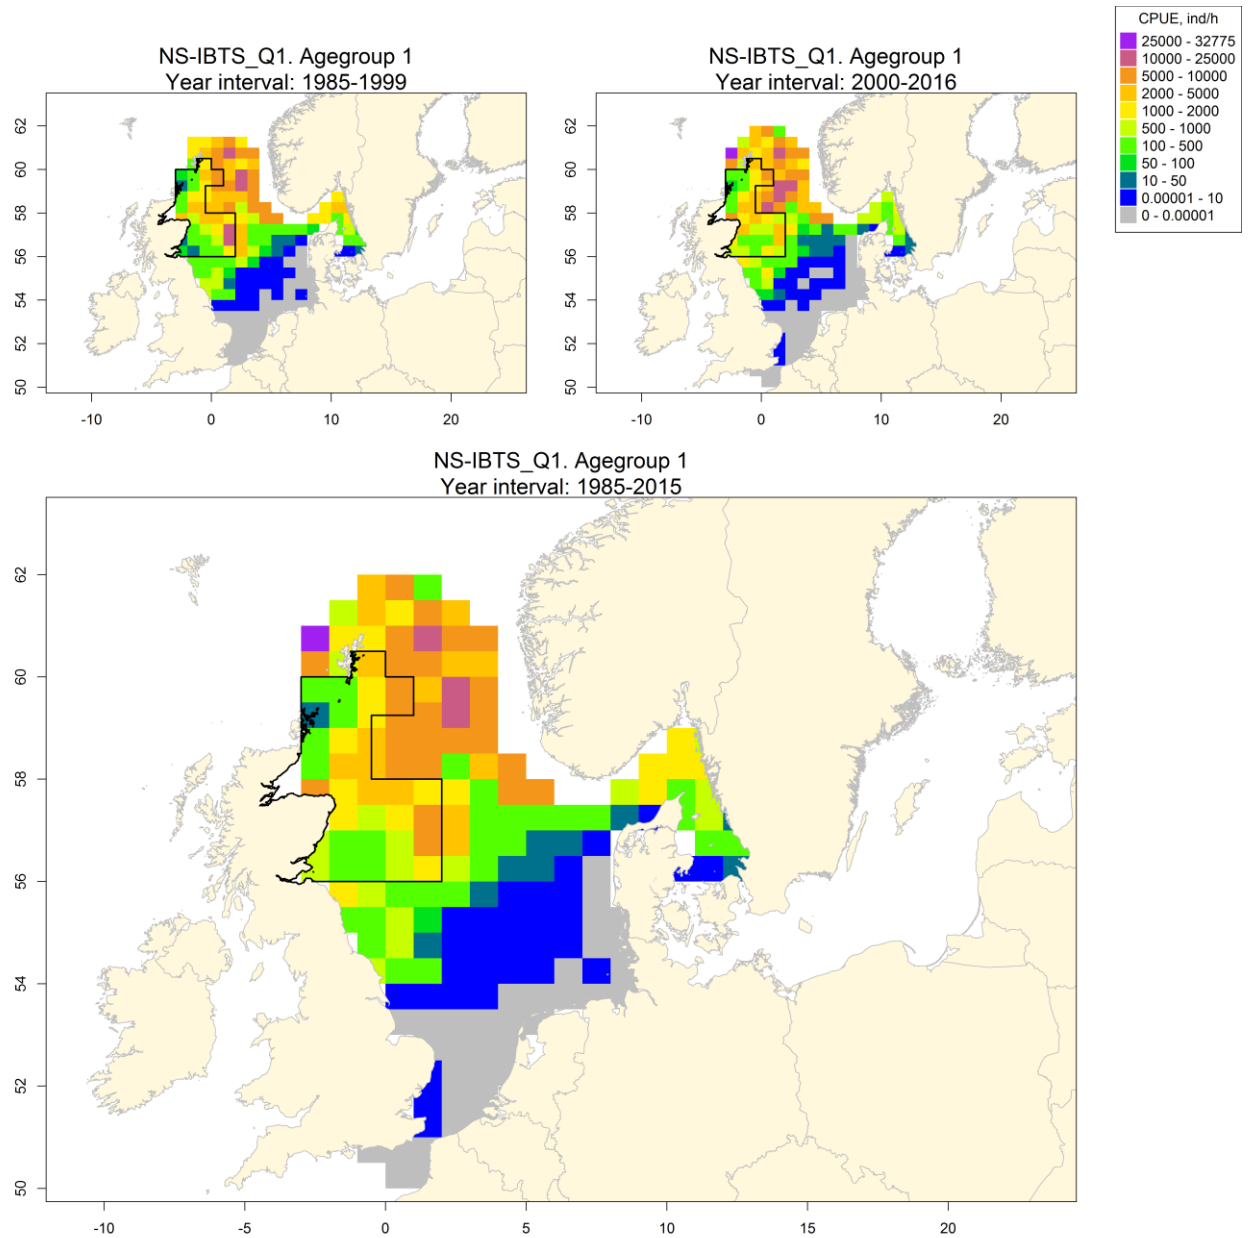 CPUE, ind/h
25000 - 32775
10000 - 25000
5000 - 10000
2000 - 5000
1000 - 2000
500 - 1000
100 - 500
50 - 100
10 - 50
0.00001 - 10
0 - 0.00001
NS-IBTS_Q1. Agegroup 1
Year interval: 1985-1999
62
60
58
56
54
52
50
-10
0
10
20
NS-IBTS_Q1. Agegroup 1
Year interval: 2000-2016
62
60
58
56
54
52
50
-10
0
10
20
NS-IBTS_Q1. Agegroup 1
Year interval: 1985-2015
62
60
58
56
54
52
50
-10
-5
0
5
10
15
20